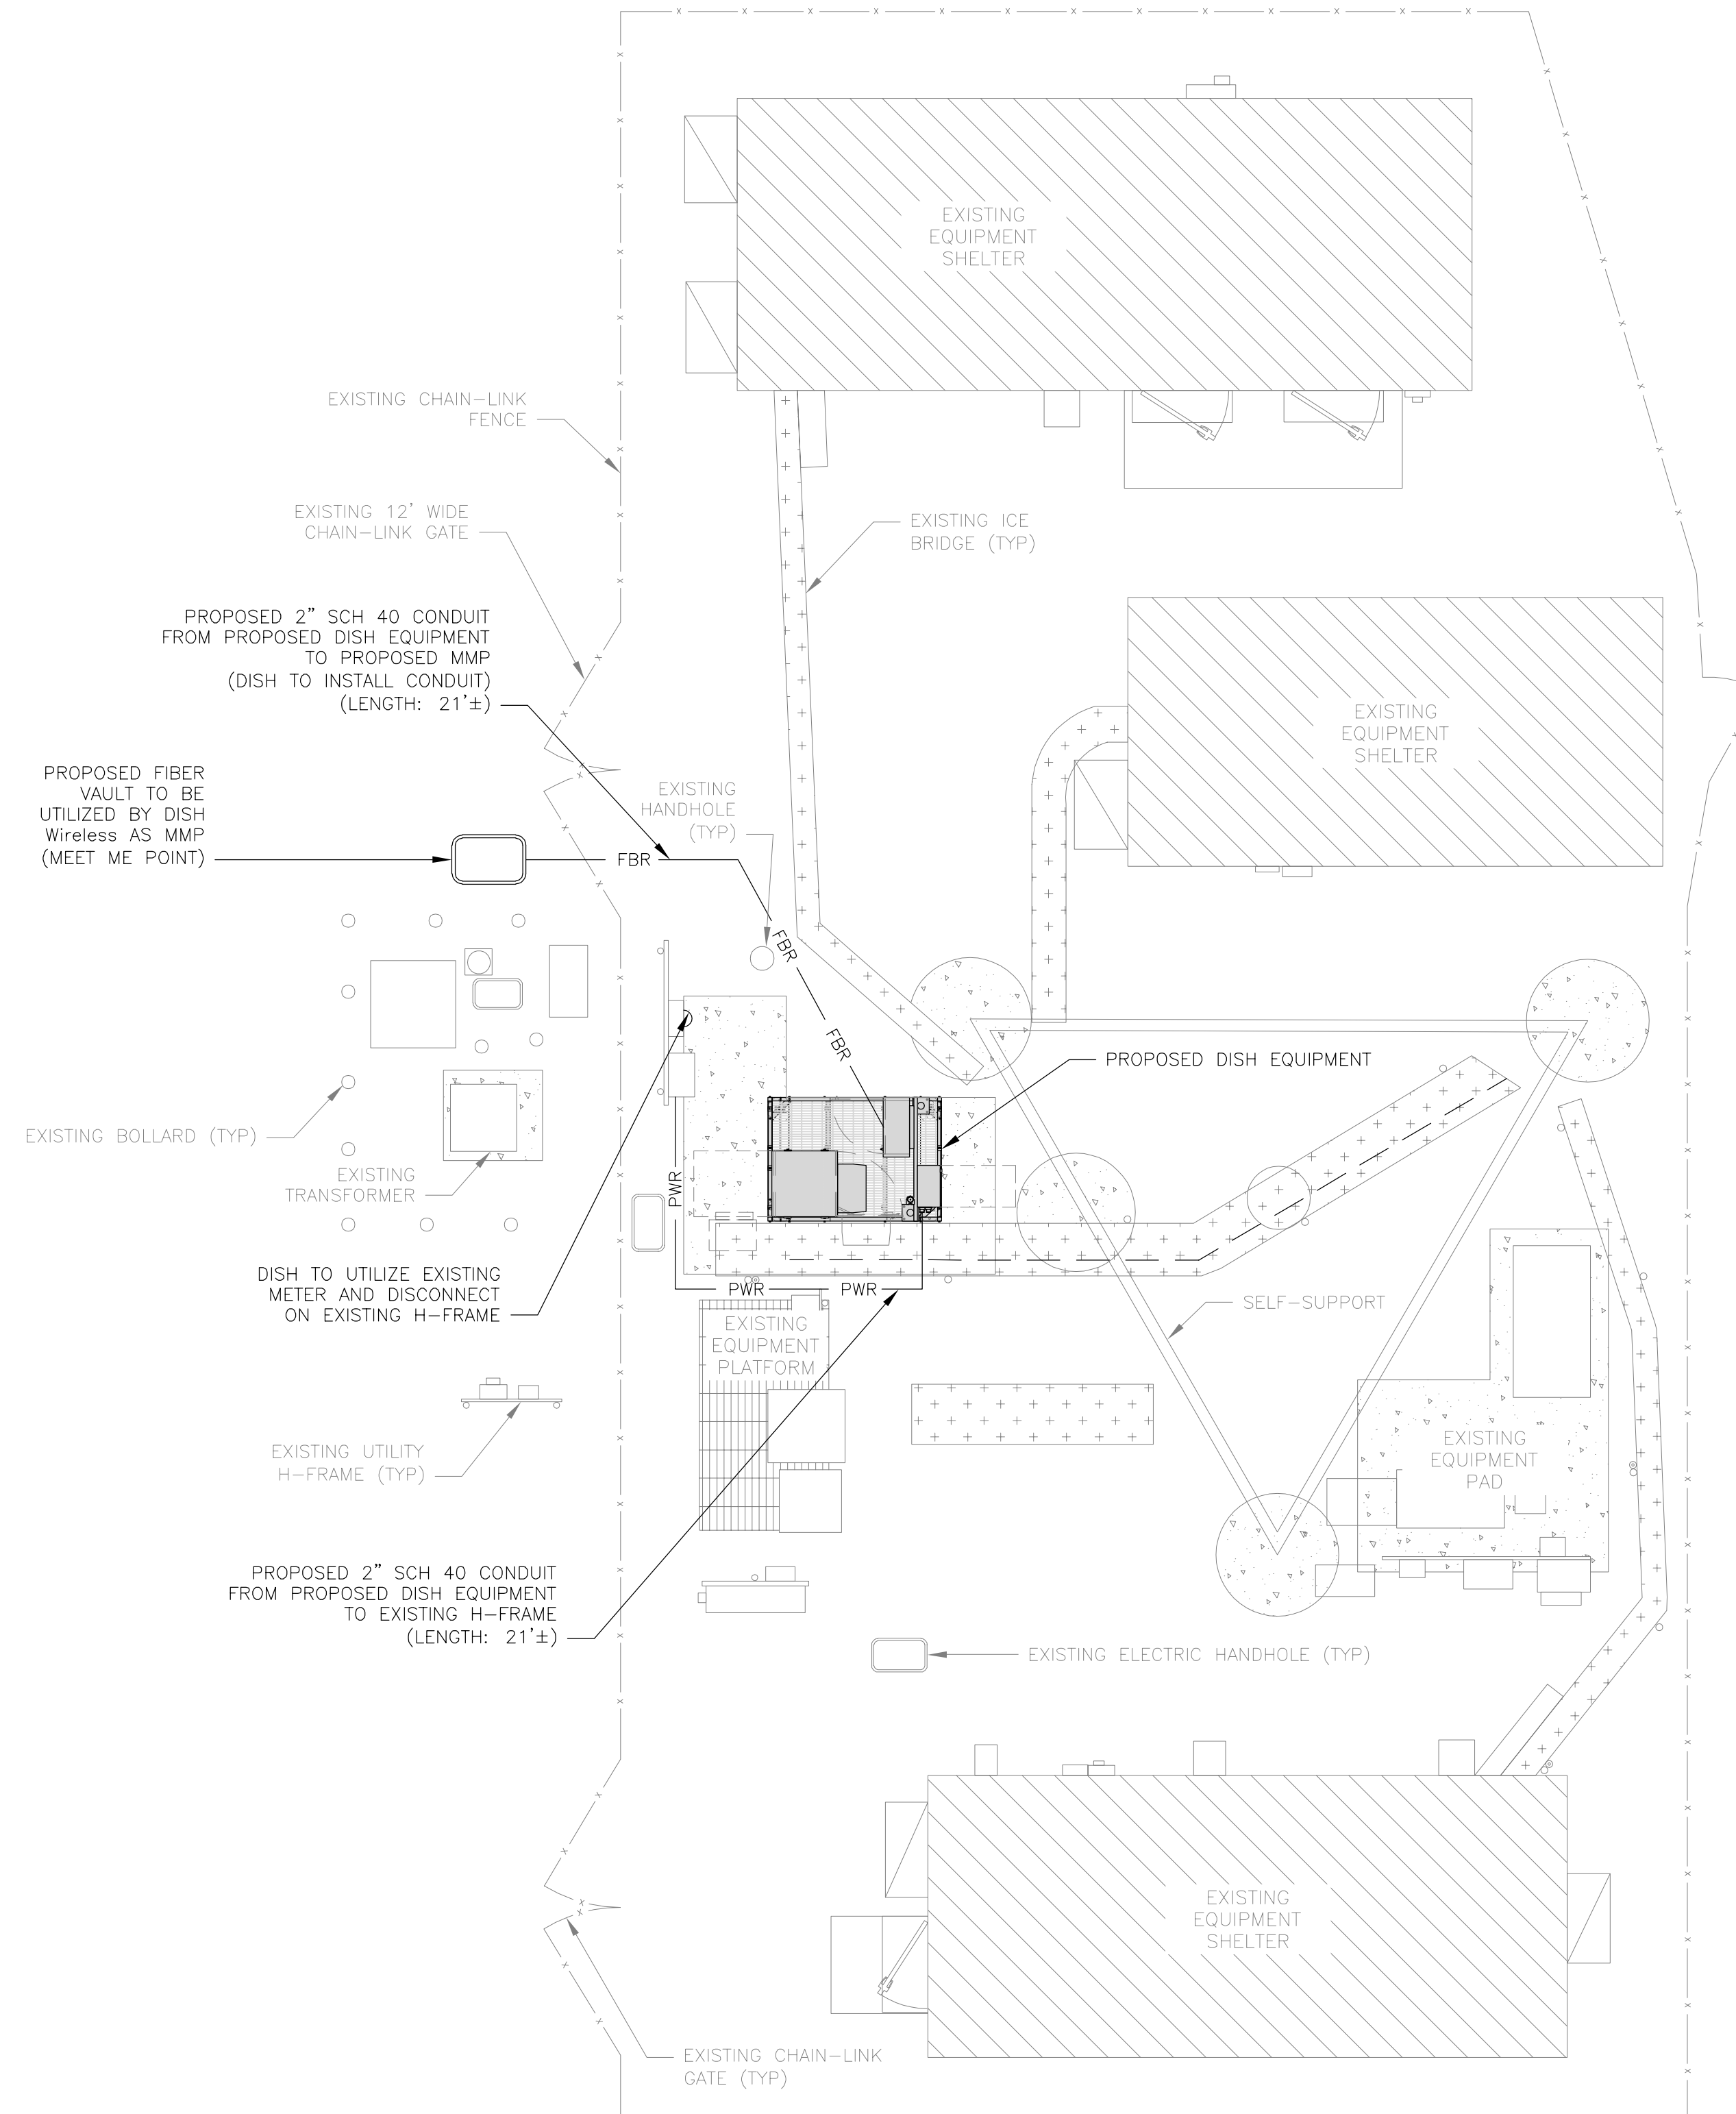 EXISTING
EQUIPMENT
SHELTER
EXISTING CHAIN-LINK
FENCE
EXISTING 12' WIDE
CHAIN-LINK GATE
EXISTING ICE
BRIDGE (TYP)
PROPOSED 2" SCH 40 CONDUIT
FROM PROPOSED DISH EQUIPMENT
TO PROPOSED MMP
(DISH TO INSTALL CONDUIT)
(LENGTH: 21'±)
EXISTING
EQUIPMENT
SHELTER
PROPOSED FIBER
VAULT TO BE
UTILIZED BY DISH
Wireless AS MMP
(MEET ME POINT)
EXISTING
HANDHOLE
(TYP)
FBR
FBR
FBR
PROPOSED DISH EQUIPMENT
EXISTING BOLLARD (TYP)
EXISTING
TRANSFORMER
PWR
DISH TO UTILIZE EXISTING
METER AND DISCONNECT
ON EXISTING H-FRAME
PWR
PWR
SELF-SUPPORT
EXISTING
EQUIPMENT
PLATFORM
EXISTING UTILITY
H-FRAME (TYP)
EXISTING
EQUIPMENT
PAD
PROPOSED 2" SCH 40 CONDUIT
FROM PROPOSED DISH EQUIPMENT
TO EXISTING H-FRAME
(LENGTH: 21'±)
EXISTING ELECTRIC HANDHOLE (TYP)
EXISTING
EQUIPMENT
SHELTER
EXISTING CHAIN-LINK
GATE (TYP)